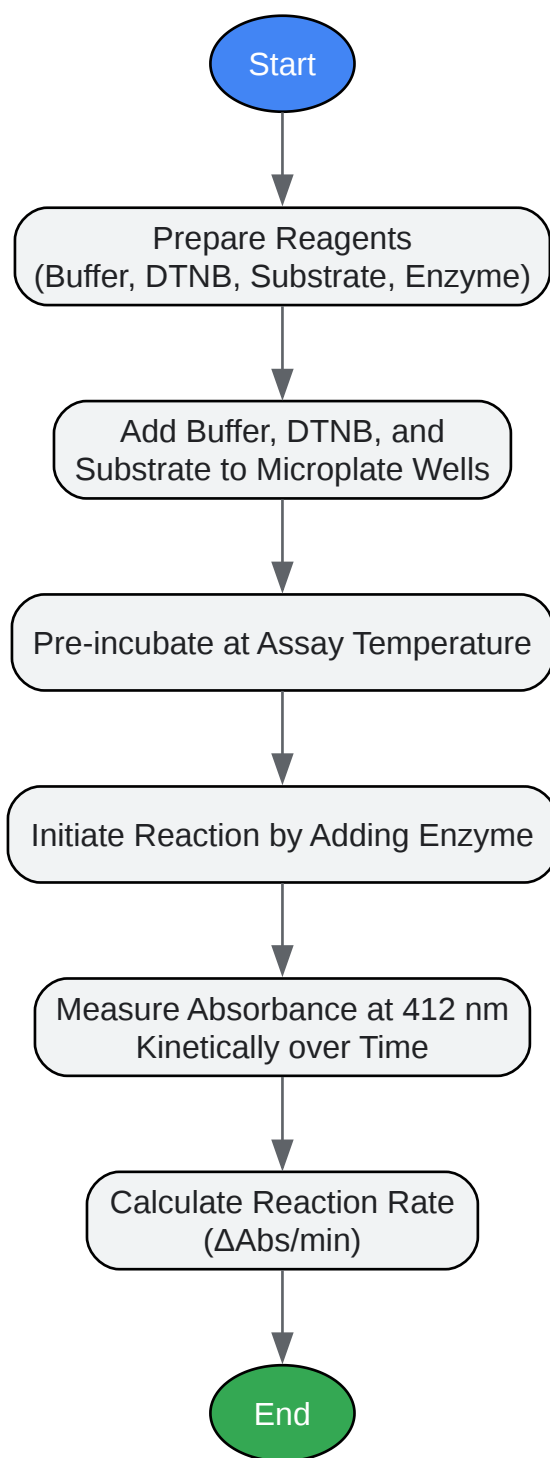 Start
Prepare Reagents
(Buffer, DTNB, Substrate, Enzyme)
Add Buffer, DTNB, and
Substrate to Microplate Wells
Pre-incubate at Assay Temperature
Initiate Reaction by Adding Enzyme
Measure Absorbance at 412 nm
Kinetically over Time
Calculate Reaction Rate
(ΔAbs/min)
End